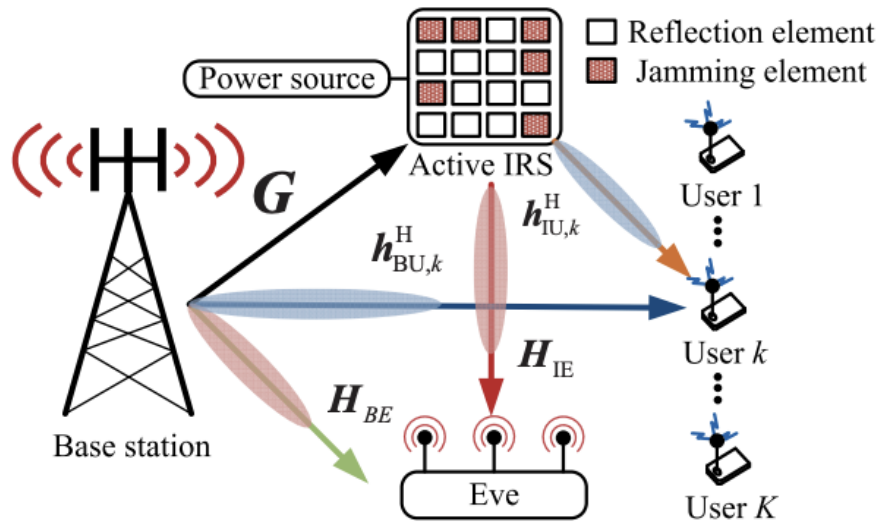 Reflection element
Power source
Jamming element
Active IRS
User 1
G
h^H_IU,k
h^H_BU,k
User k
H_IE
H_BE
Base station
Eve
User K